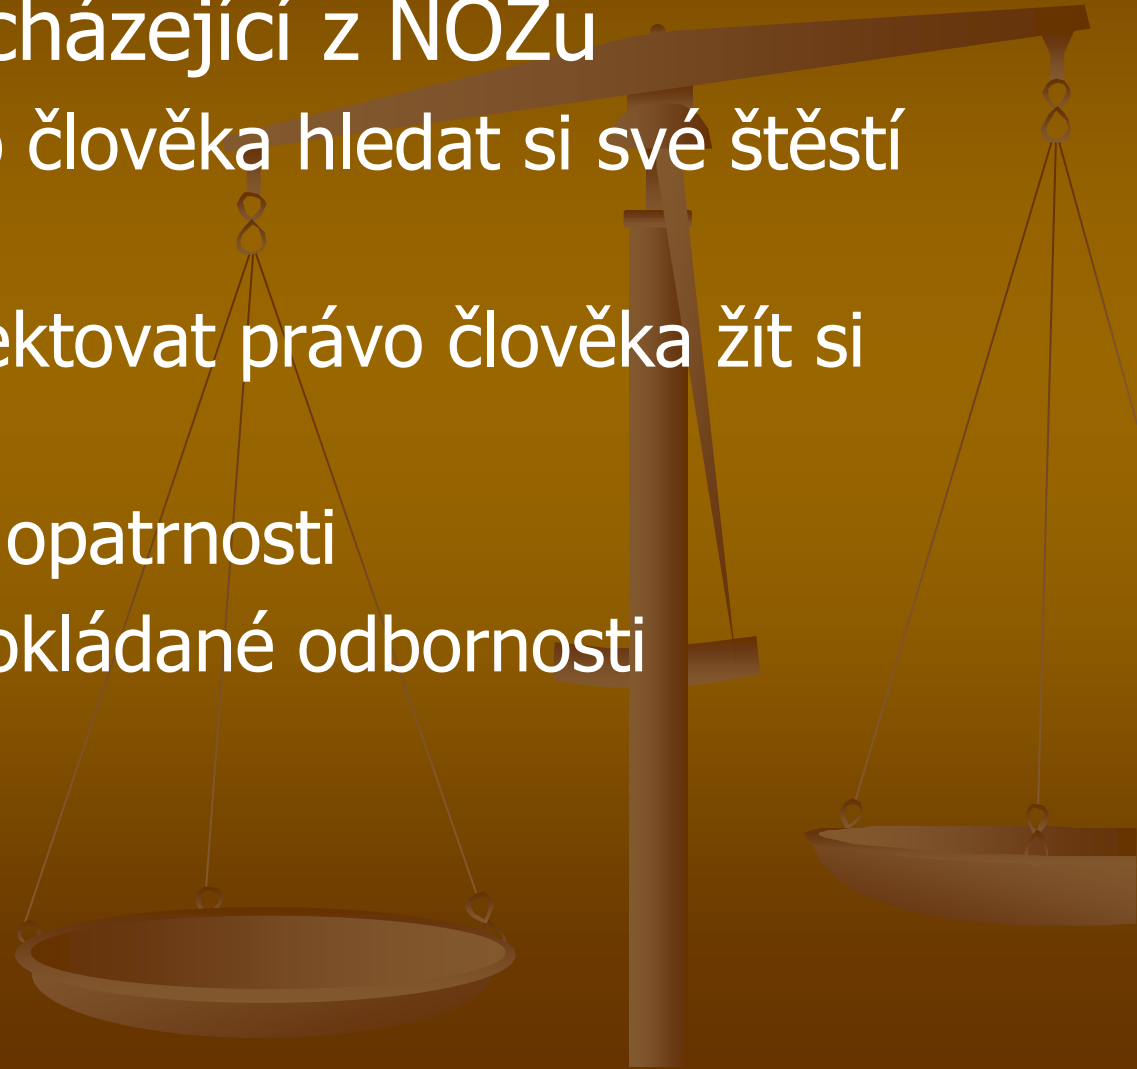 cházející z NOZu
člověka hledat si své štěstí
ektovat právo člověka žít si
opatrnosti
okládané odbornosti